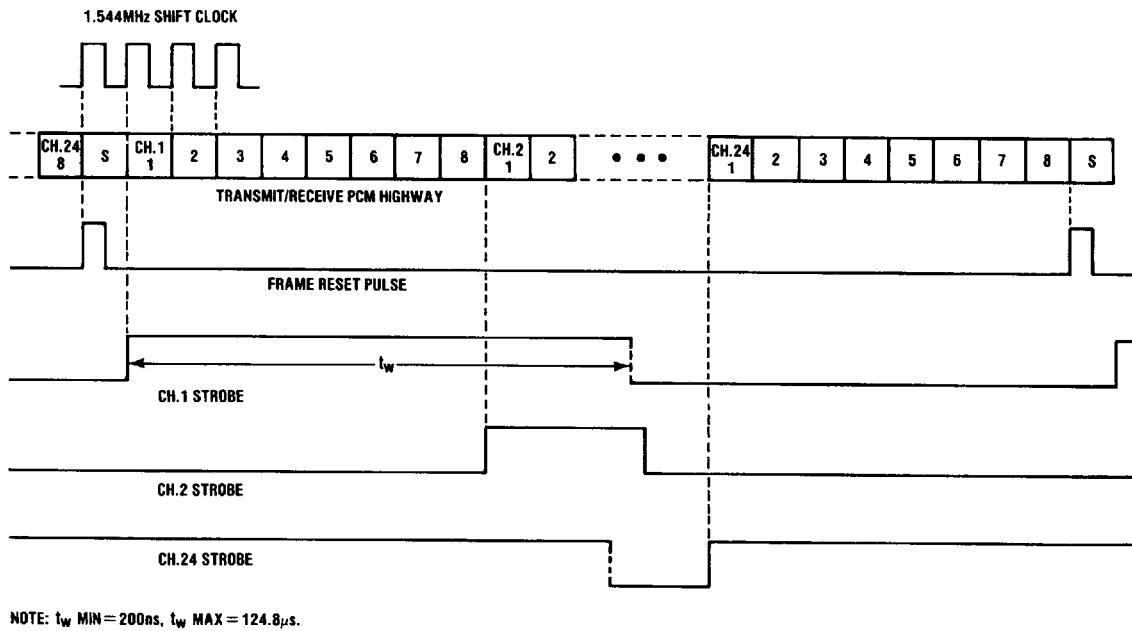 1.544MHz SHIFT CLOCK
CH.24 8 S CH.1 1 2 3 4 5 6 7 8 CH.2 1 2 • • • CH.24 1 2 3 4 5 6 7 8 S
TRANSMIT/RECEIVE PCM HIGHWAY
FRAME RESET PULSE
tw
CH.1 STROBE
CH.2 STROBE
CH.24 STROBE
NOTE: tw MIN = 200ns, tw MAX = 124.8μs.